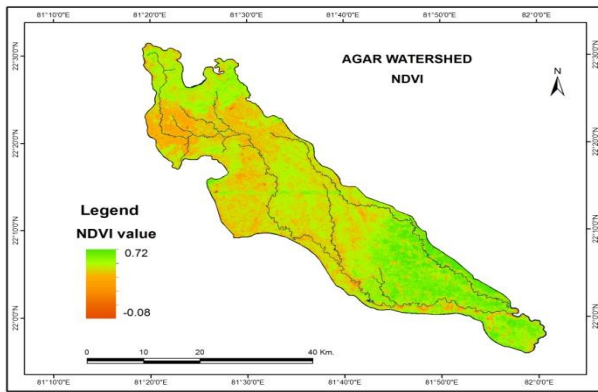 81°10'0"E 81°20'0"E 81°30'0"E 81°40'0"E 81°50'0"E 82°0'0"E
AGAR WATERSHED
NDVI
N
22°30'0"N 22°30'0"N
22°20'0"N 22°20'0"N
22°10'0"N 22°10'0"N
22°0'0"N 22°0'0"N
Legend
NDVI value
0.72
-0.08
0 10 20 40 Km.
81°10'0"E 81°20'0"E 81°30'0"E 81°40'0"E 81°50'0"E 82°0'0"E